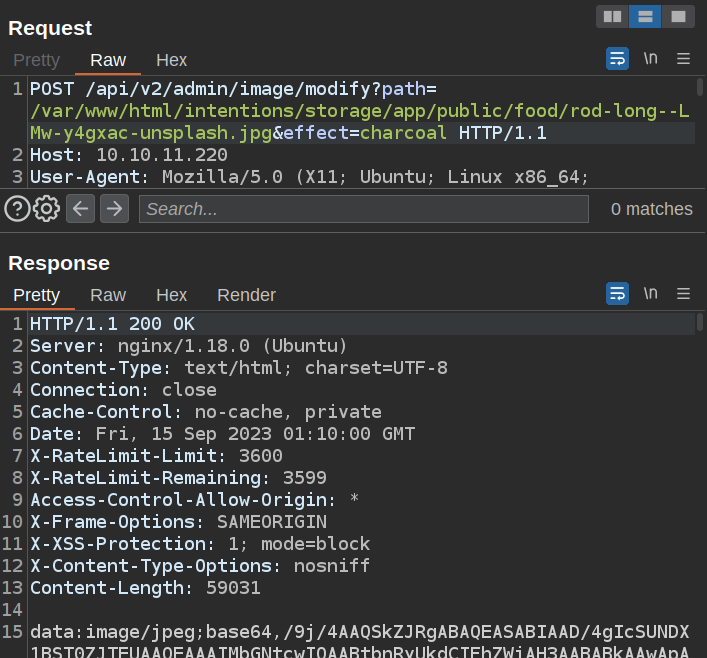 Request
Pretty Raw Hex \n
1 POST /api/v2/admin/image/modify?path=
/var/www/html/intentions/storage/app/public/food/rod-long--L
Mw-y4gxac-unsplash.jpg&effect=charcoal HTTP/1.1
2 Host: 10.10.11.220
3 User-Agent: Mozilla/5.0 (X11; Ubuntu; Linux x86_64;
Search... 0 matches
Response
Pretty Raw Hex Render \n
1 HTTP/1.1 200 OK
2 Server: nginx/1.18.0 (Ubuntu)
3 Content-Type: text/html; charset=UTF-8
4 Connection: close
5 Cache-Control: no-cache, private
6 Date: Fri, 15 Sep 2023 01:10:00 GMT
7 X-RateLimit-Limit: 3600
8 X-RateLimit-Remaining: 3599
9 Access-Control-Allow-Origin: *
10 X-Frame-Options: SAMEORIGIN
11 X-XSS-Protection: 1; mode=block
12 X-Content-Type-Options: nosniff
13 Content-Length: 59031
14
15 data:image/jpeg;base64,/9j/4AAQSkZJRgABAQEASABIAAD/4gIcSUNDX